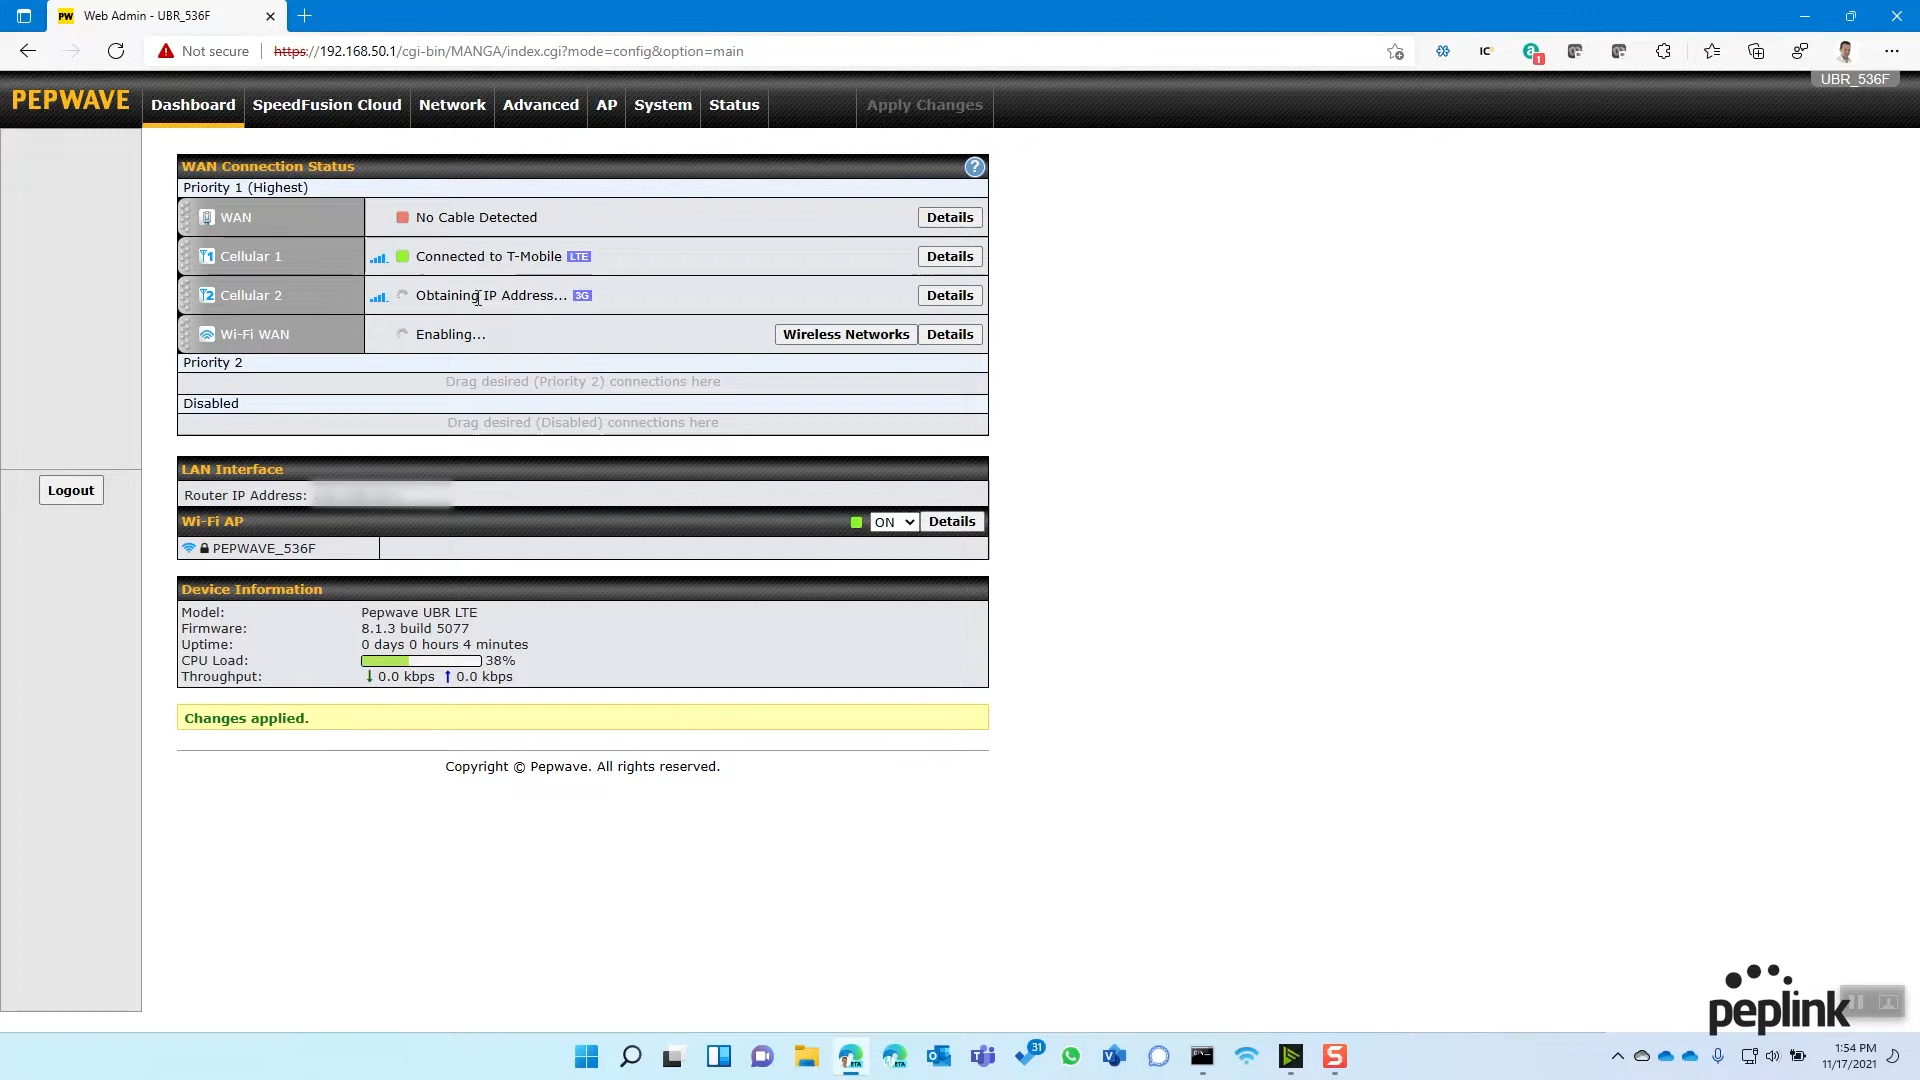 Web Admin - UBR_536F
Not secure
https://192.168.50.1/cgi-bin/MANGA/index.cgi?mode=config&option=main
IC
1
UBR_536F
PEPWAVE
Dashboard
SpeedFusion Cloud
Network
Advanced
AP
System
Status
Apply Changes
WAN Connection Status
?
Priority 1 (Highest)
WAN
No Cable Detected
Details
1 Cellular 1
Connected to T-Mobile LTE
Details
2 Cellular 2
Obtaining IP Address... 3G
Details
Wi-Fi WAN
Enabling...
Wireless Networks
Details
Priority 2
Drag desired (Priority 2) connections here
Disabled
Drag desired (Disabled) connections here
Logout
LAN Interface
Router IP Address:
Wi-Fi AP
ON
Details
PEPWAVE_536F
Device Information
Model: Pepwave UBR LTE
Firmware: 8.1.3 build 5077
Uptime: 0 days 0 hours 4 minutes
CPU Load: 38%
Throughput: 0.0 kbps 0.0 kbps
Changes applied.
Copyright © Pepwave. All rights reserved.
peplink
31
1:54 PM
11/17/2021